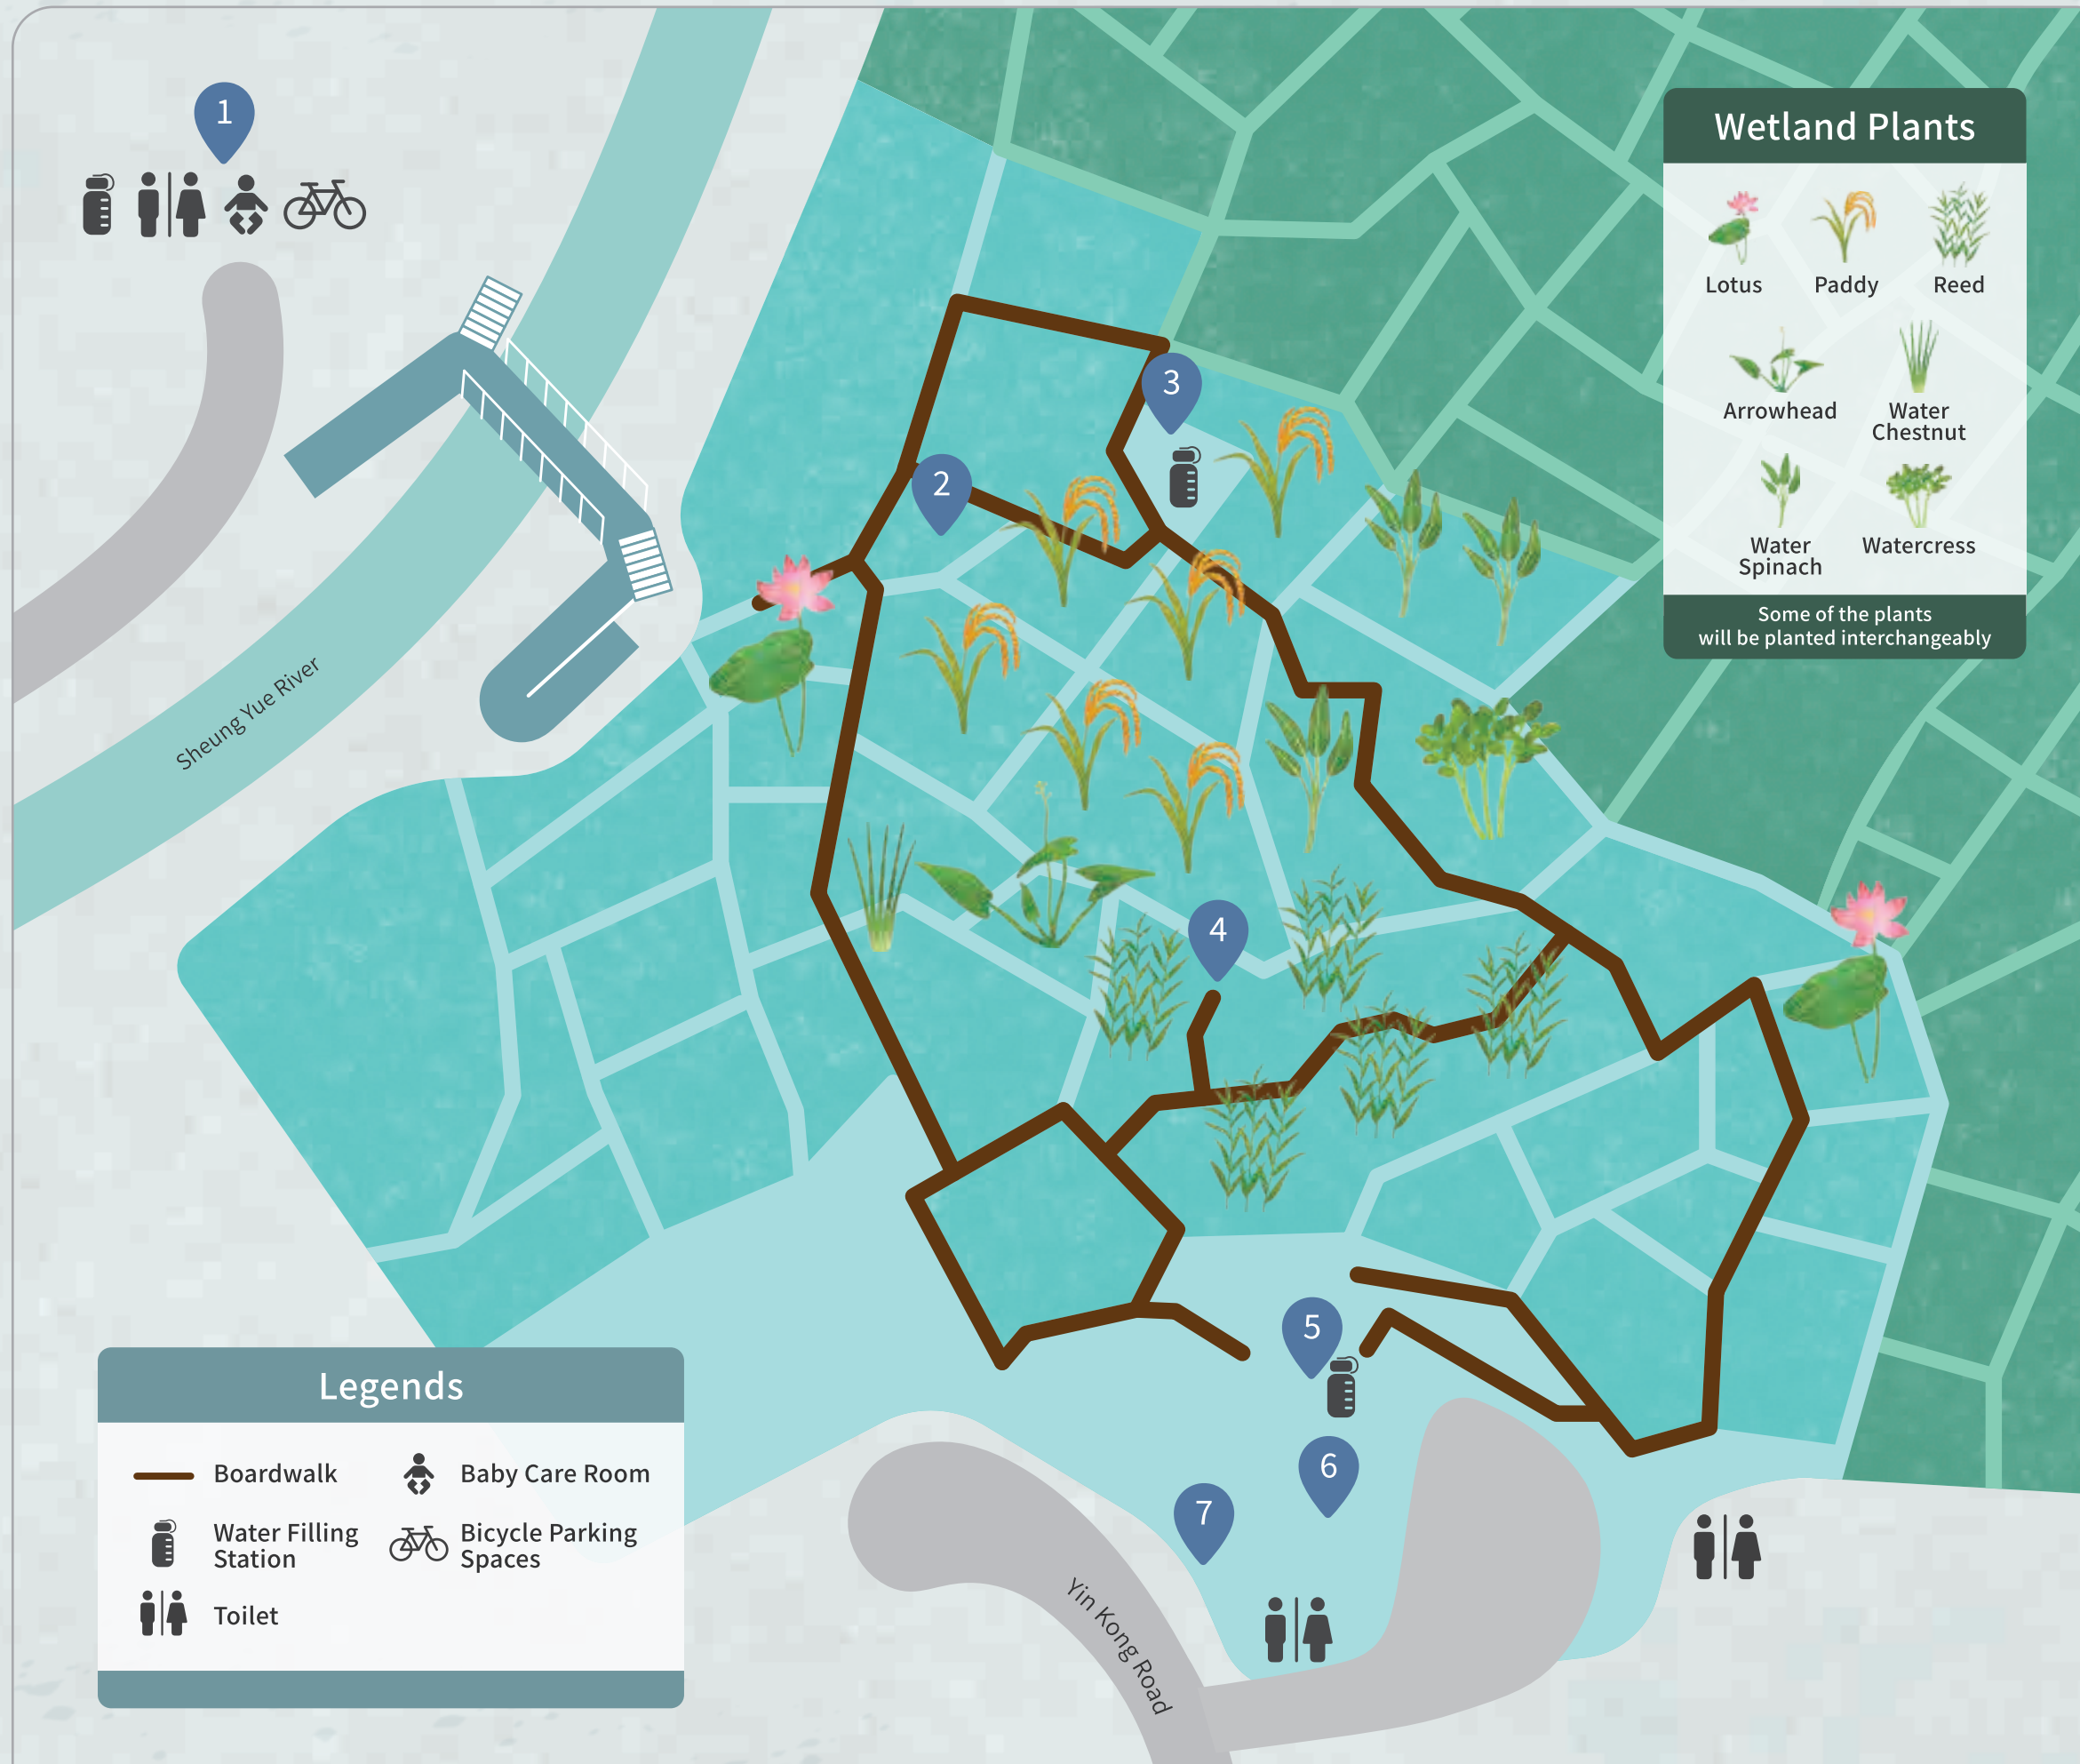 1
Wetland Plants
Lotus
Paddy
Reed
3
Arrowhead
Water
Chestnut
2
Water
Spinach
Watercress
Some of the plants
will be planted interchangeably
Sheung Yue River
4
5
Legends
Boardwalk
Baby Care Room
Water Filling
Station
Bicycle Parking
Spaces
Toilet
6
7
Yin Kong Road